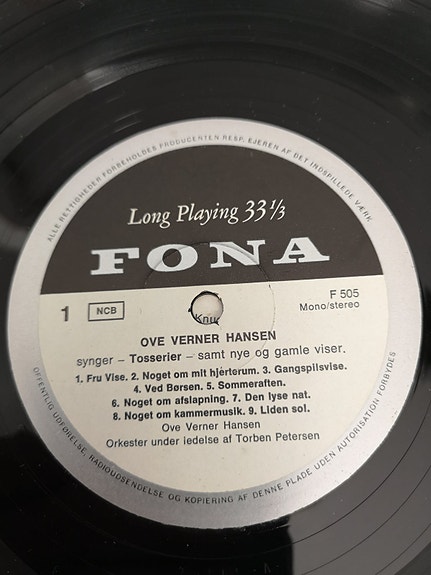 ALLE RETTIGHEDER FORBEHOLDES PRODUCENTEN RESP. EJEREN AF DET INDSPILLEDE VÆRK
Long Playing 33 1/3
FONA
1 NCB
F 505
Mono/stereo
OVE VERNER HANSEN
synger – Tosserier – samt nye og gamle viser.
1. Fru Vise. 2. Noget om mit hjérterum. 3. Gangspilsvise.
4. Ved Børsen. 5. Sommeraften.
6. Noget om afslapning. 7. Den lyse nat.
8. Noget om kammermusik. 9. Liden sol.
Ove Verner Hansen
Orkester under iedelse af Torben Petersen
OFFENTLIG UDFØRELSE, RADIOUDSENDELSE OG KOPIERING AF DENNE PLADE UDEN AUTORISATION FORBYDES